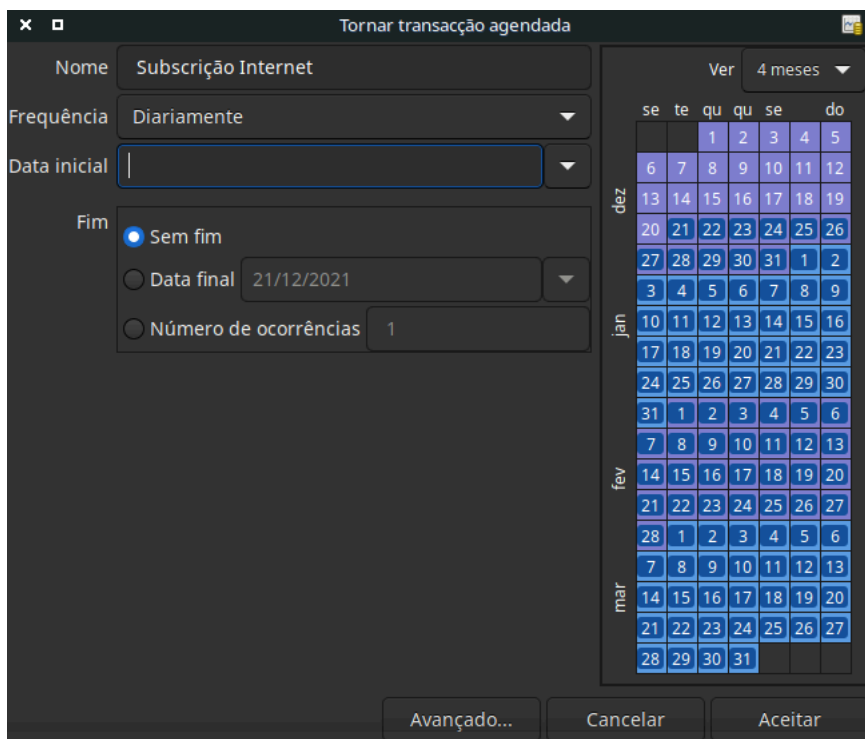 Tornar transacção agendada
Nome Subscrição Internet
Frequência Diariamente
Data inicial
Fim
Sem fim
Data final 21/12/2021
Número de ocorrências 1
Ver 4 meses
se te qu qu se do
1 2 3 4 5
6 7 8 9 10 11 12
dez 13 14 15 16 17 18 19
20 21 22 23 24 25 26
27 28 29 30 31 1 2
3 4 5 6 7 8 9
jan 10 11 12 13 14 15 16
17 18 19 20 21 22 23
24 25 26 27 28 29 30
31 1 2 3 4 5 6
7 8 9 10 11 12 13
fev 14 15 16 17 18 19 20
21 22 23 24 25 26 27
28 1 2 3 4 5 6
7 8 9 10 11 12 13
mar 14 15 16 17 18 19 20
21 22 23 24 25 26 27
28 29 30 31
Avançado... Cancelar Aceitar